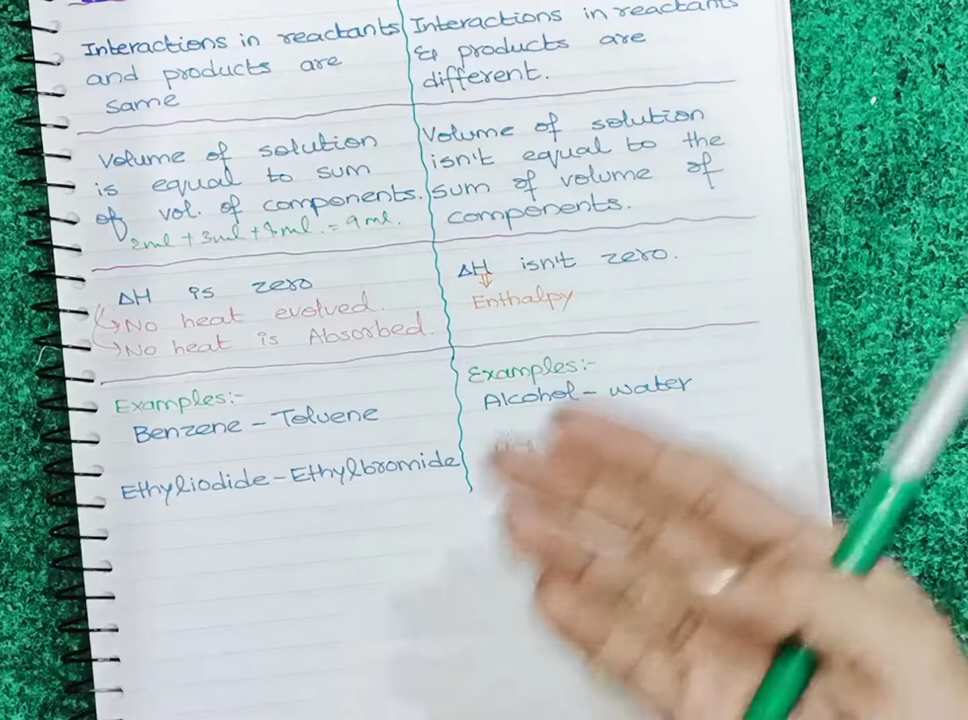 Interactions in reactants
and products are
same
Volume of solution
is equal to sum
of vol. of components.
2ml + 3ml + 4ml. = 9ml.
ΔH is zero
No heat evolved.
No heat is Absorbed.
Examples:-
Benzene - Toluene
Ethyliodide - Ethylbromide
Interactions in reactants
& products are
different.
Volume of solution
isn't equal to the
sum of volume of
components.
ΔH isn't zero.
Enthalpy
Examples:-
Alcohol - water